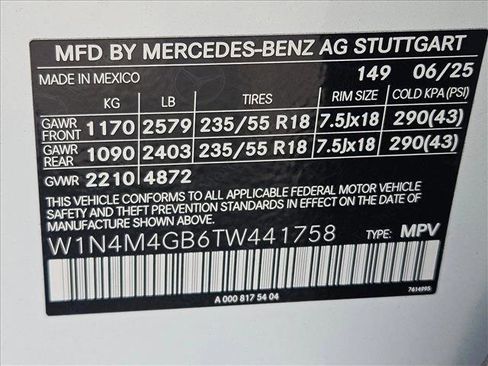 MFD BY MERCEDES-BENZ AG STUTTGART
MADE IN MEXICO 149 06/25
KG LB TIRES RIM SIZE COLD KPA(PSI)
GAWR FRONT 1170 2579 235/55 R18 7.5Jx18 290(43)
GAWR REAR 1090 2403 235/55 R18 7.5Jx18 290(43)
GVWR 2210 4872
THIS VEHICLE CONFORMS TO ALL APPLICABLE FEDERAL MOTOR VEHICLE
SAFETY AND THEFT PREVENTION STANDARDS IN EFFECT ON THE DATE OF
MANUFACTURE SHOWN ABOVE.
W1N4M4GB6TW441758 TYPE: MPV
A 000 817 54 04
7614995